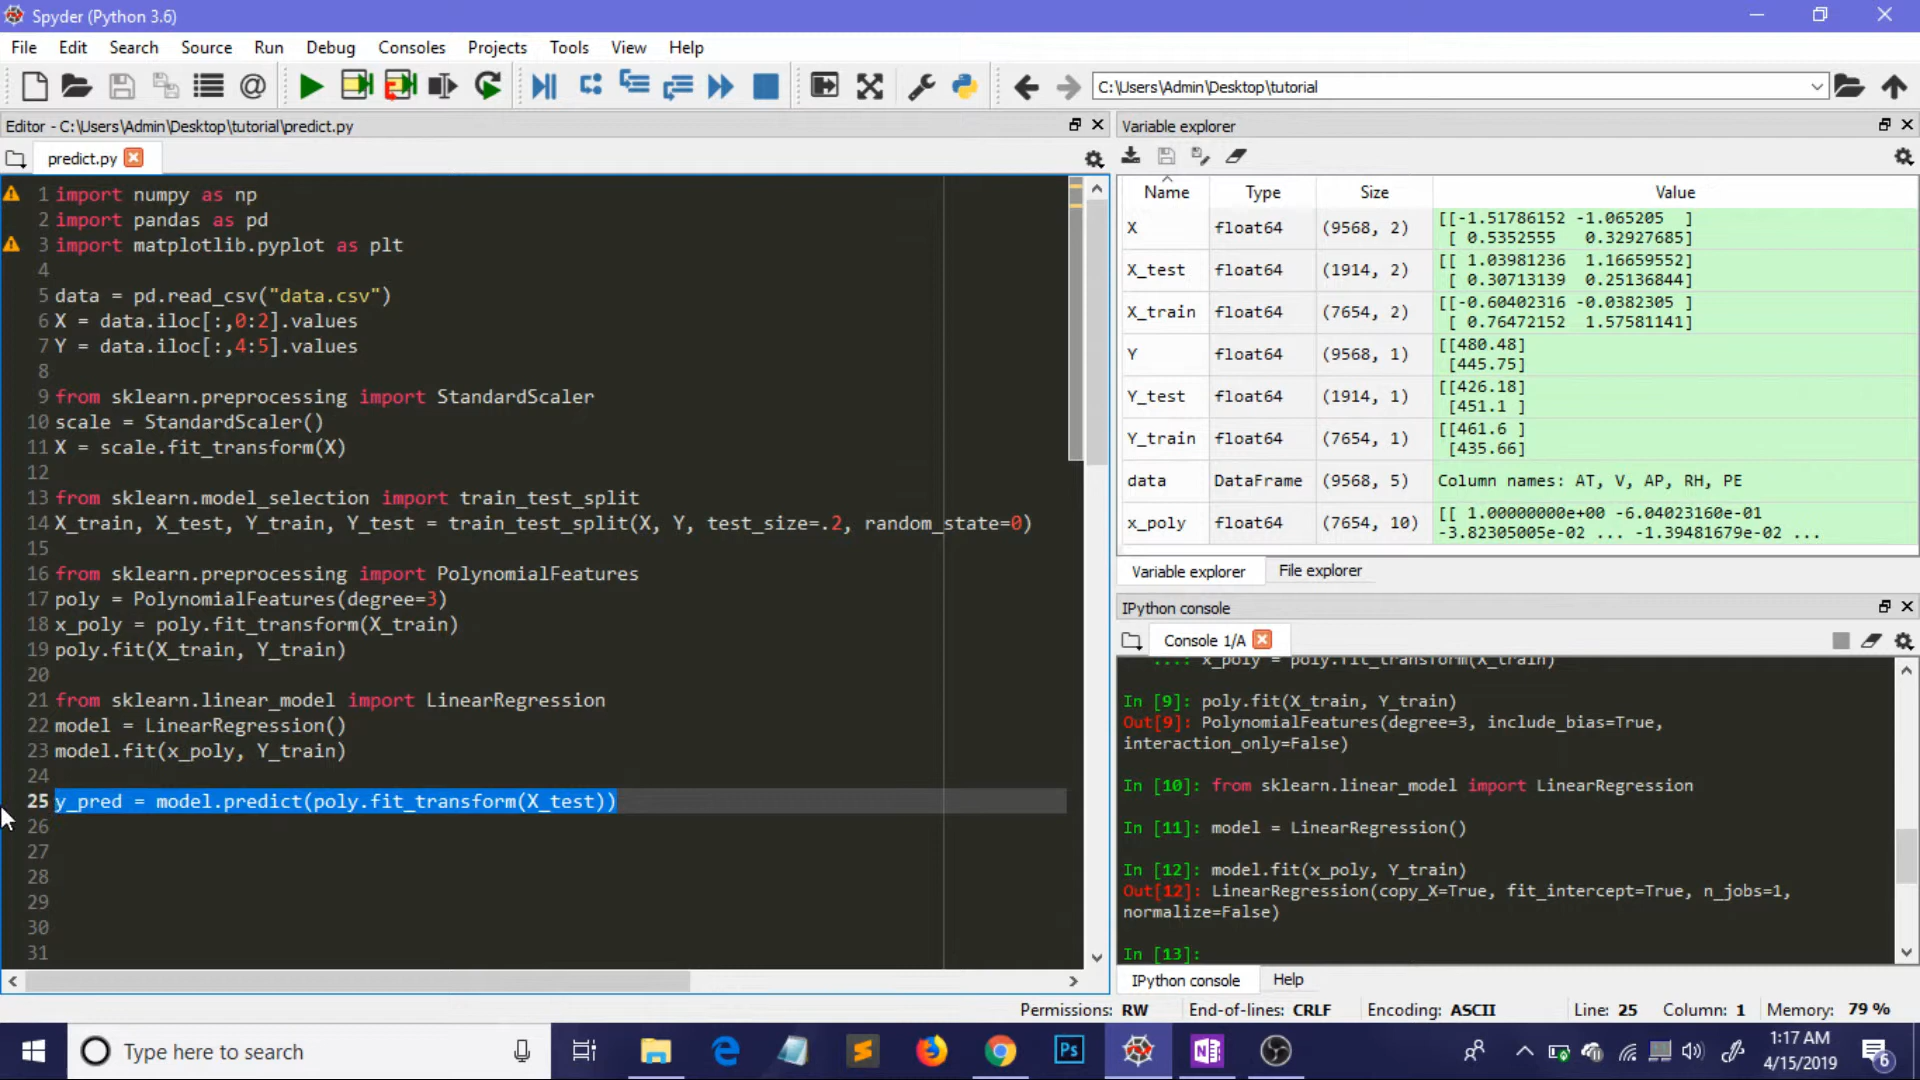 Spyder (Python 3.6)
File Edit Search Source Run Debug Consoles Projects Tools View Help
C:\Users\Admin\Desktop\tutorial
Editor - C:\Users\Admin\Desktop\tutorial\predict.py
predict.py
1 import numpy as np
2 import pandas as pd
3 import matplotlib.pyplot as plt
4
5 data = pd.read_csv("data.csv")
6 X = data.iloc[:,0:2].values
7 Y = data.iloc[:,4:5].values
8
9 from sklearn.preprocessing import StandardScaler
10 scale = StandardScaler()
11 X = scale.fit_transform(X)
12
13 from sklearn.model_selection import train_test_split
14 X_train, X_test, Y_train, Y_test = train_test_split(X, Y, test_size=.2, random_state=0)
15
16 from sklearn.preprocessing import PolynomialFeatures
17 poly = PolynomialFeatures(degree=3)
18 x_poly = poly.fit_transform(X_train)
19 poly.fit(X_train, Y_train)
20
21 from sklearn.linear_model import LinearRegression
22 model = LinearRegression()
23 model.fit(x_poly, Y_train)
24
25 y_pred = model.predict(poly.fit_transform(X_test))
26
27
28
29
30
31
Variable explorer
Name Type Size Value
X float64 (9568, 2) [[-1.51786152 -1.065205 ]
[ 0.5352555 0.32927685]
X_test float64 (1914, 2) [[ 1.03981236 1.16659552]
[ 0.30713139 0.25136844]
X_train float64 (7654, 2) [[-0.60402316 -0.0382305 ]
[ 0.76472152 1.57581141]
Y float64 (9568, 1) [[480.48]
[445.75]
Y_test float64 (1914, 1) [[426.18]
[451.1 ]
Y_train float64 (7654, 1) [[461.6 ]
[435.66]
data DataFrame (9568, 5) Column names: AT, V, AP, RH, PE
x_poly float64 (7654, 10) [[ 1.00000000e+00 -6.04023160e-01
-3.82305005e-02 ... -1.39481679e-02 ...
Variable explorer File explorer
IPython console
Console 1/A
...: x_poly = poly.fit_transform(X_train)
In [9]: poly.fit(X_train, Y_train)
Out[9]: PolynomialFeatures(degree=3, include_bias=True,
interaction_only=False)
In [10]: from sklearn.linear_model import LinearRegression
In [11]: model = LinearRegression()
In [12]: model.fit(x_poly, Y_train)
Out[12]: LinearRegression(copy_X=True, fit_intercept=True, n_jobs=1,
normalize=False)
In [13]:
IPython console Help
Permissions: RW End-of-lines: CRLF Encoding: ASCII Line: 25 Column: 1 Memory: 79 %
Type here to search
Ps
N
1:17 AM
4/15/2019
6